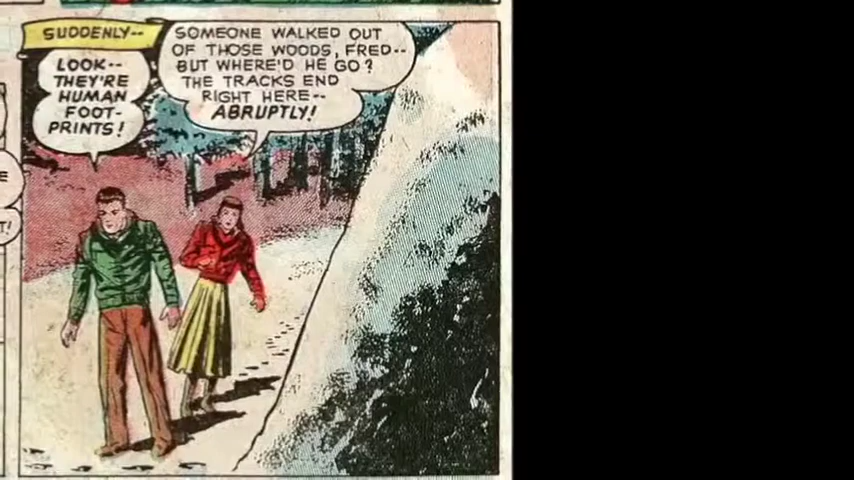 SUDDENLY--
LOOK--
THEY'RE
HUMAN
FOOT-
PRINTS!
SOMEONE WALKED OUT
OF THOSE WOODS, FRED--
BUT WHERE'D HE GO?
THE TRACKS END
RIGHT HERE--
ABRUPTLY!